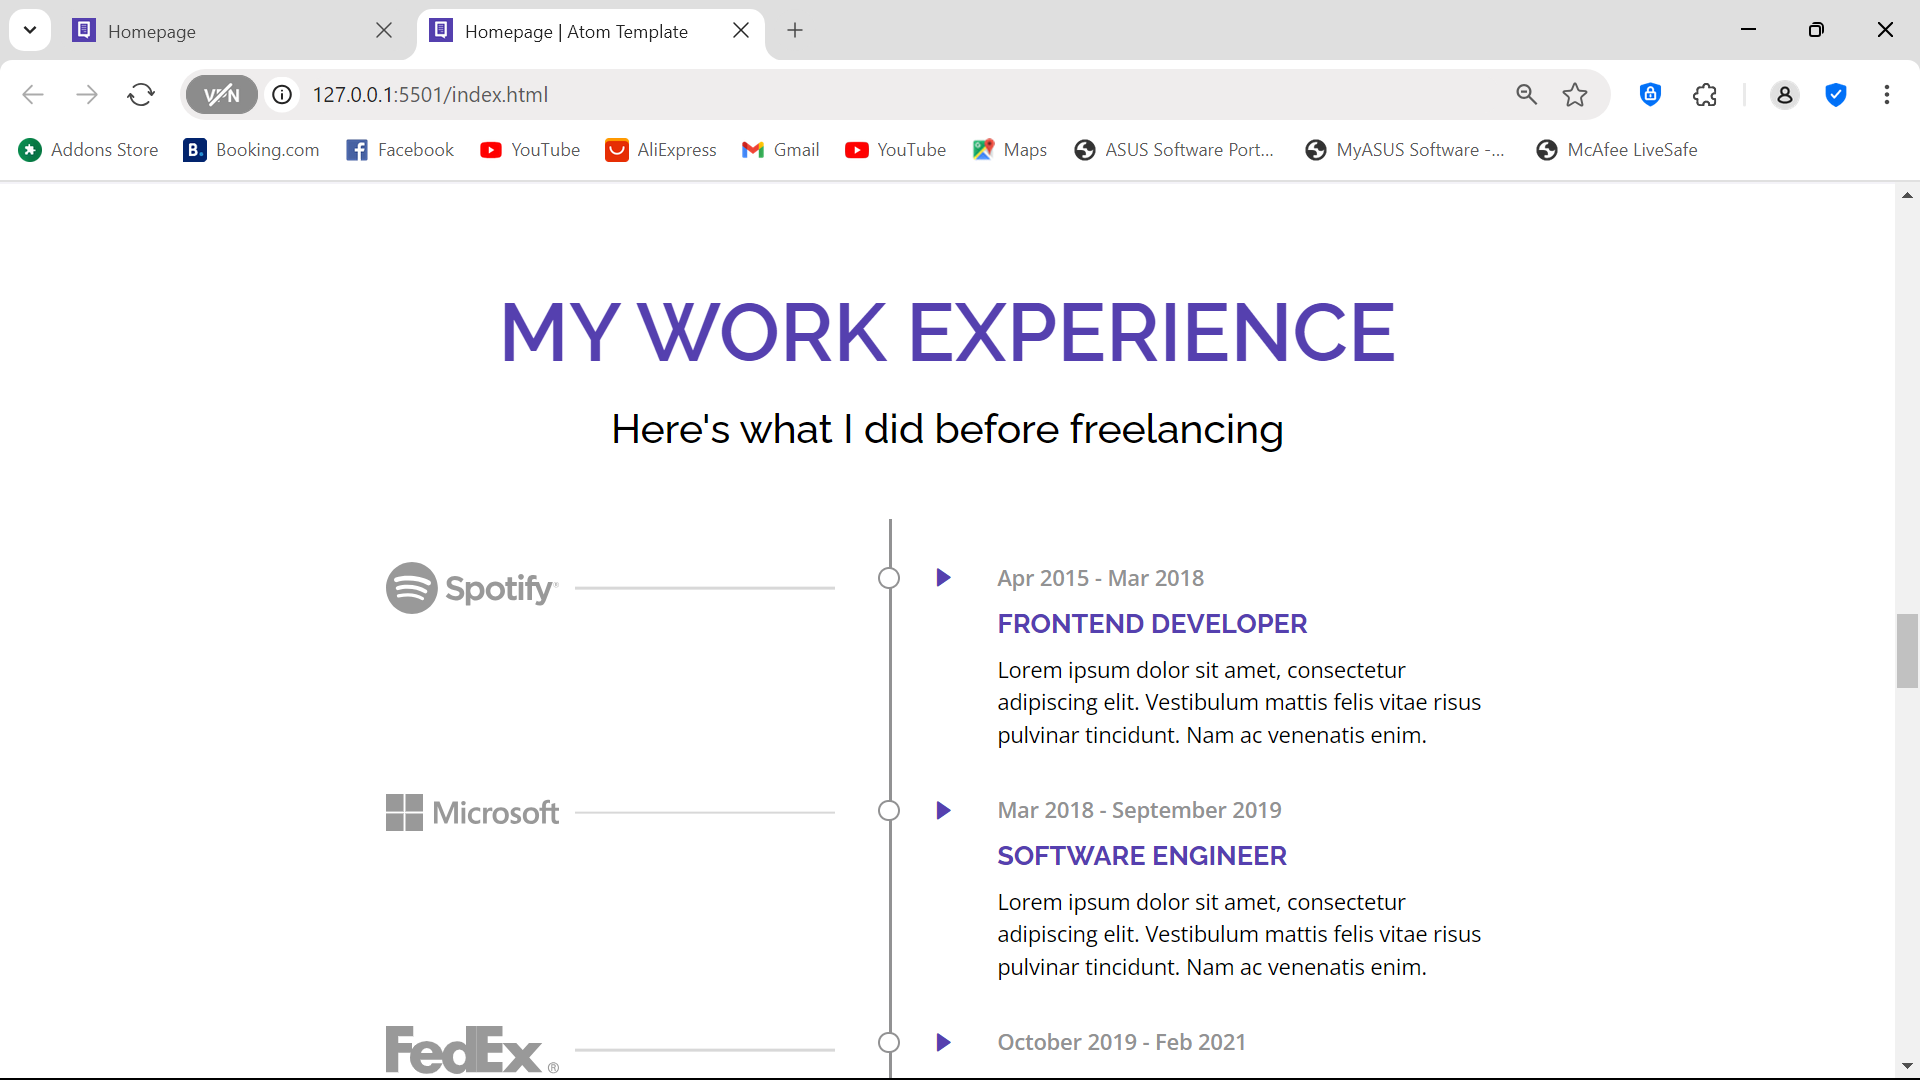 Homepage
Homepage | Atom Template
VPN
127.0.0.1:5501/index.html
Addons Store
B. Booking.com
Facebook
YouTube
AliExpress
Gmail
YouTube
Maps
ASUS Software Port...
MyASUS Software -...
McAfee LiveSafe
MY WORK EXPERIENCE
Here's what I did before freelancing
Spotify
Apr 2015 - Mar 2018
FRONTEND DEVELOPER
Lorem ipsum dolor sit amet, consectetur
adipiscing elit. Vestibulum mattis felis vitae risus
pulvinar tincidunt. Nam ac venenatis enim.
Microsoft
Mar 2018 - September 2019
SOFTWARE ENGINEER
Lorem ipsum dolor sit amet, consectetur
adipiscing elit. Vestibulum mattis felis vitae risus
pulvinar tincidunt. Nam ac venenatis enim.
FedEx®
October 2019 - Feb 2021